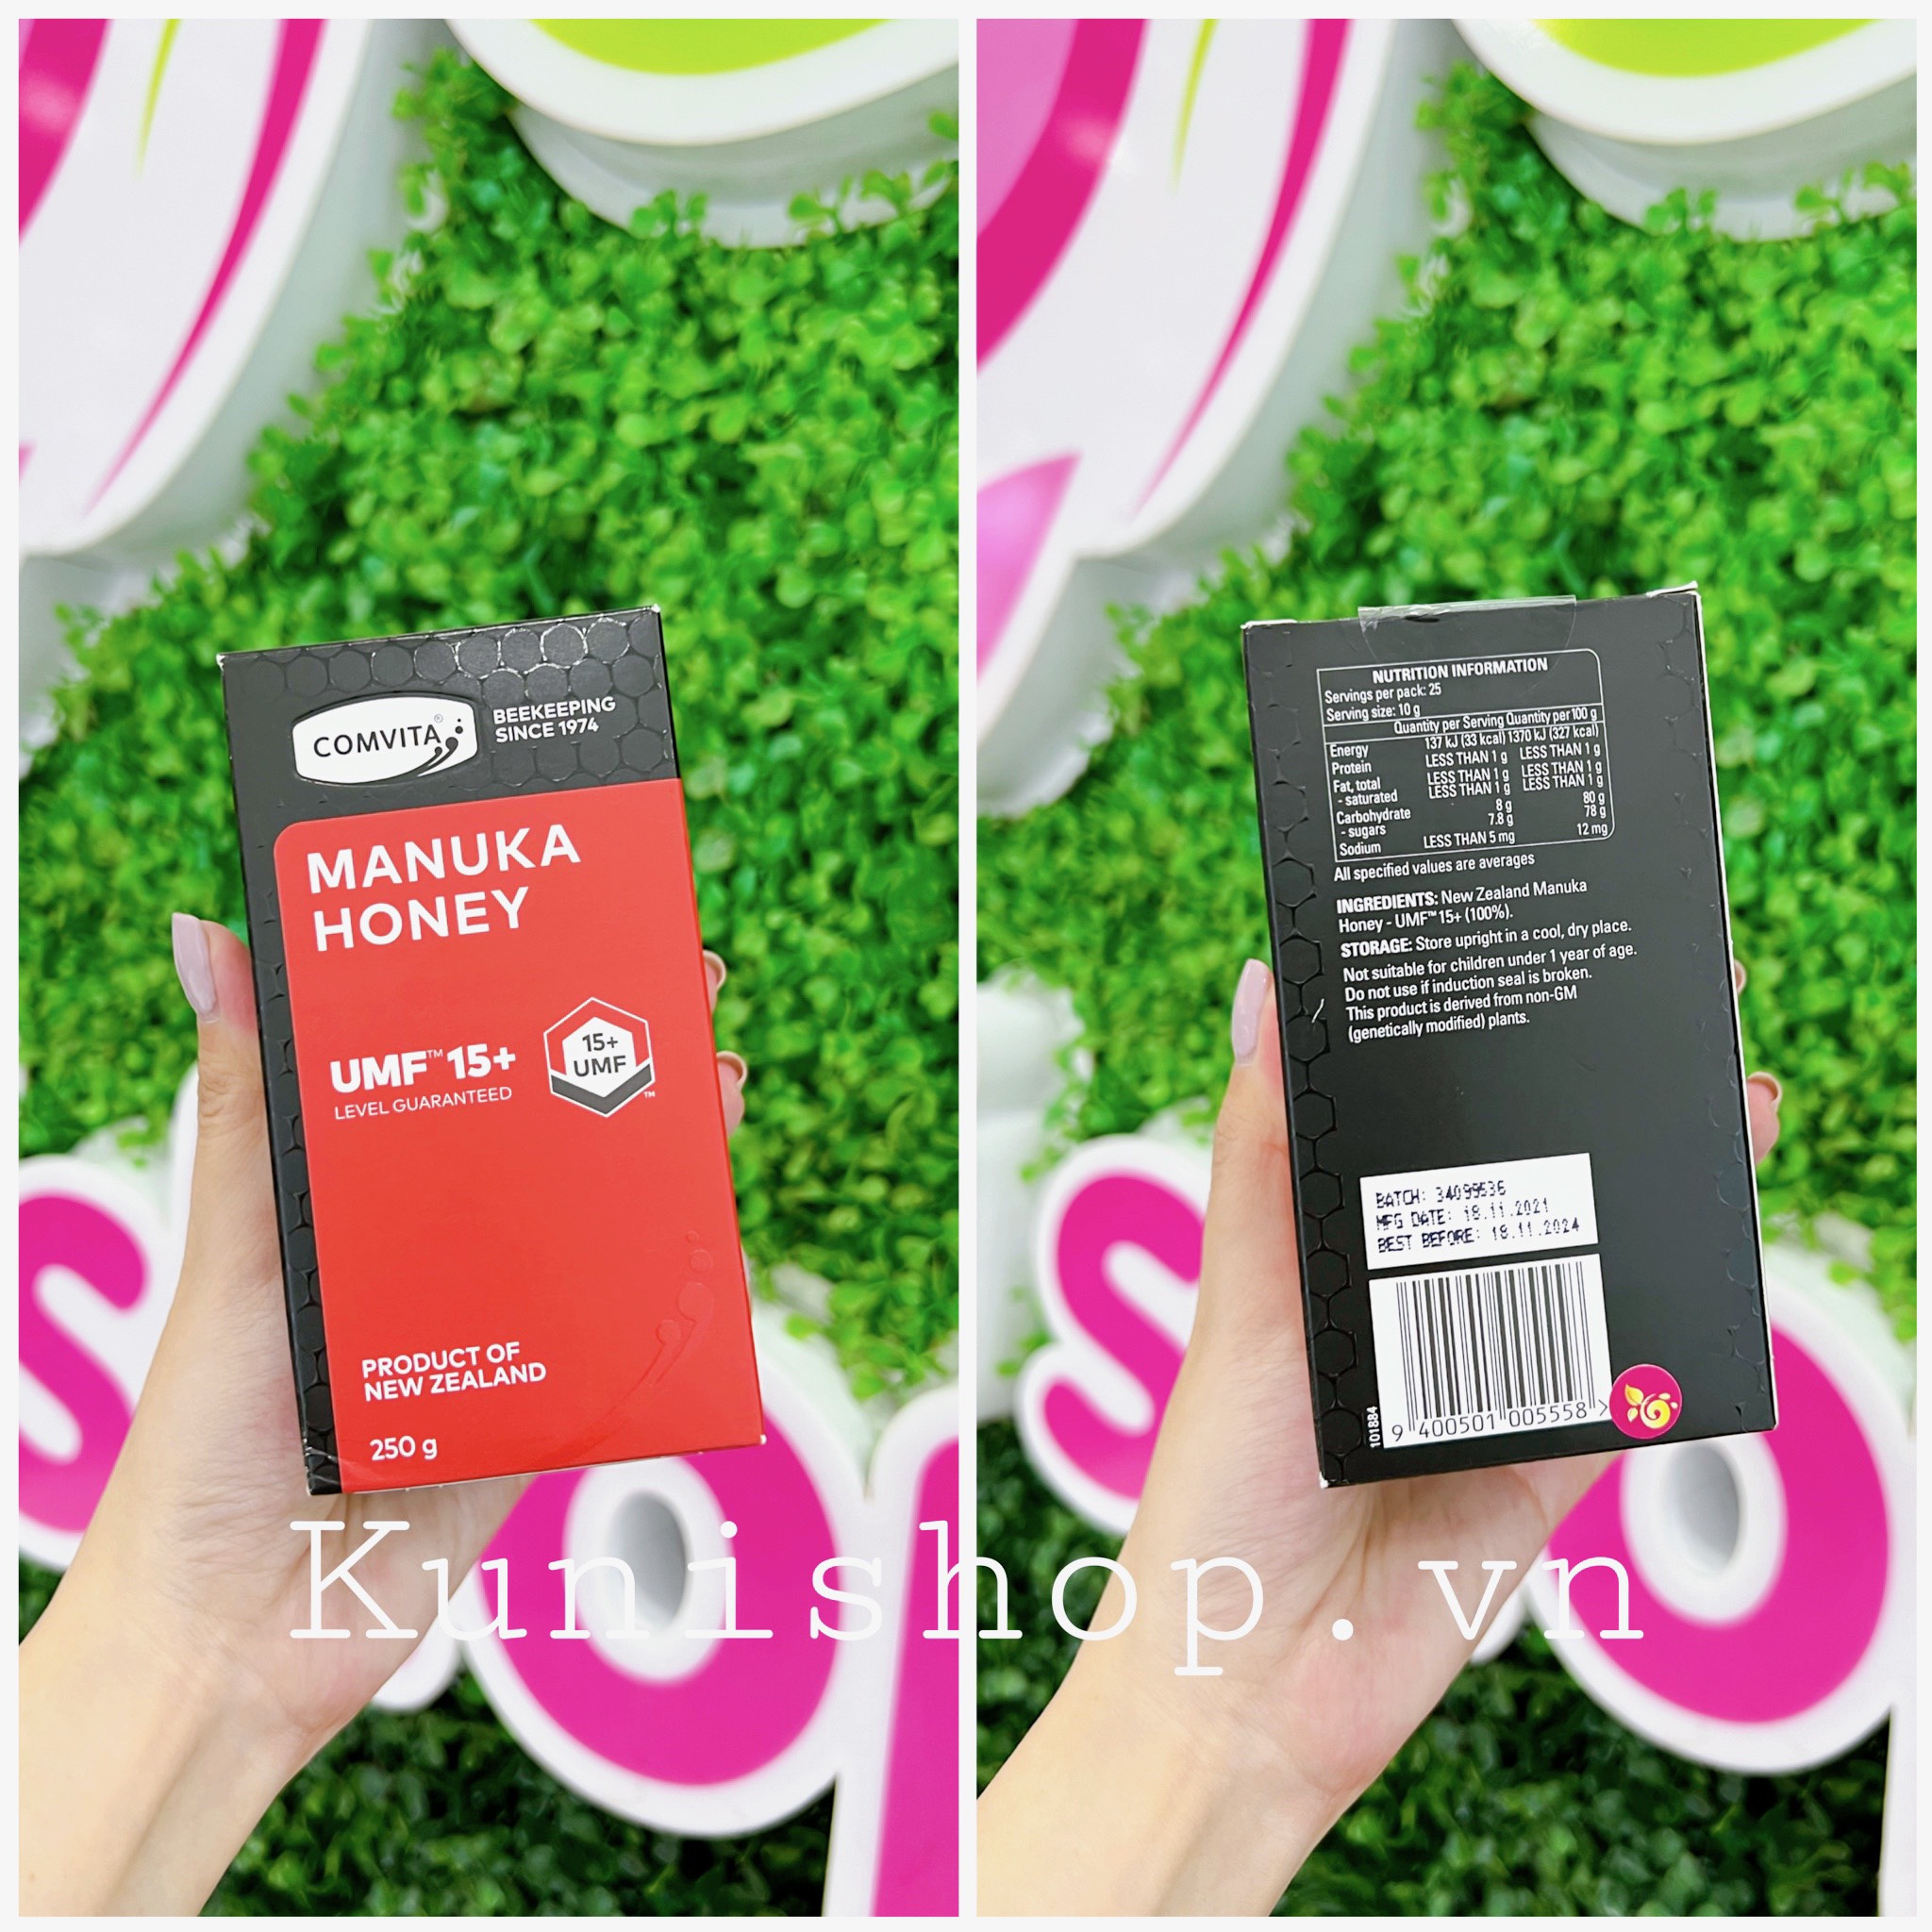 COMVITA®
BEEKEEPING
SINCE 1974
MANUKA
HONEY
UMF™ 15+
LEVEL GUARANTEED
15+
UMF
™
PRODUCT OF
NEW ZEALAND
250 g
NUTRITION INFORMATION
Servings per pack: 25
Serving size: 10 g
Quantity per Serving Quantity per 100 g
Energy 137 kJ (33 kcal) 1370 kJ (327 kcal)
Protein LESS THAN 1 g LESS THAN 1 g
Fat, total LESS THAN 1 g LESS THAN 1 g
- saturated LESS THAN 1 g LESS THAN 1 g
Carbohydrate 8 g 80 g
- sugars 7.8 g 78 g
Sodium LESS THAN 5 mg 12 mg
All specified values are averages
INGREDIENTS: New Zealand Manuka
Honey - UMF™ 15+ (100%).
STORAGE: Store upright in a cool, dry place.
Not suitable for children under 1 year of age.
Do not use if induction seal is broken.
This product is derived from non-GM
(genetically modified) plants.
BATCH: 34099536
MFG DATE: 18.11.2021
BEST BEFORE: 18.11.2024
101884
9 400501 005558 >
Kunishop.vn